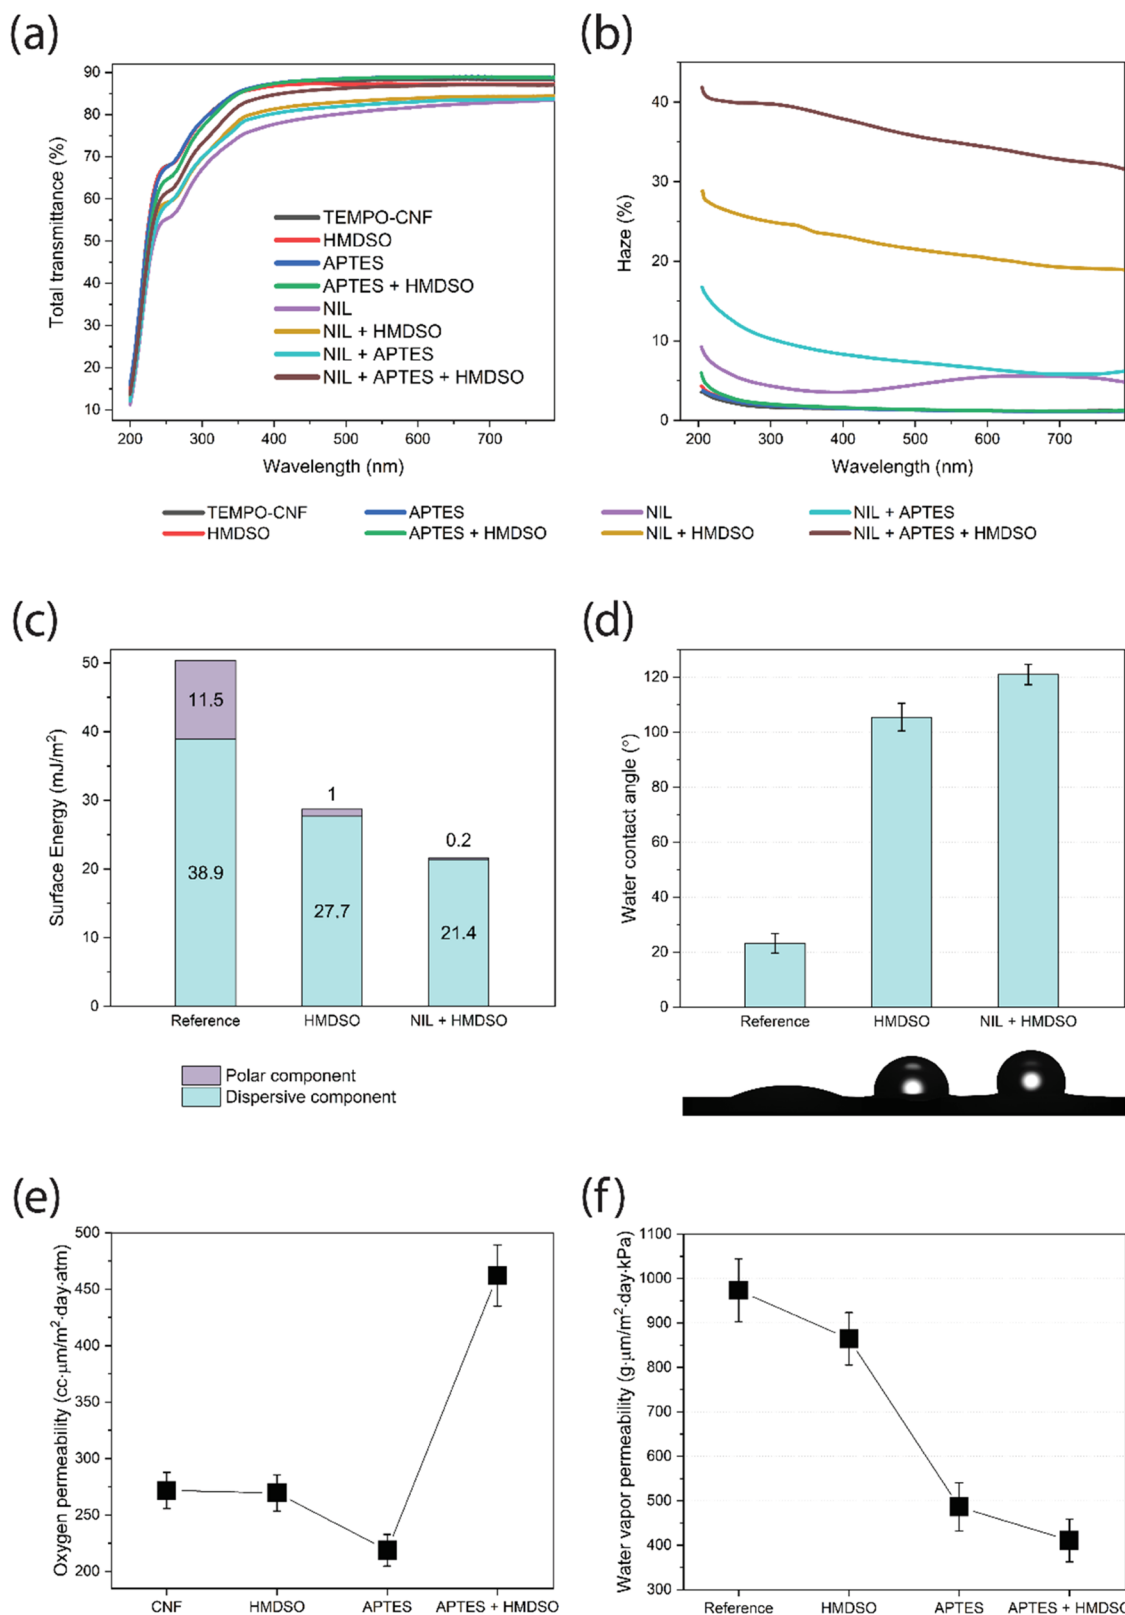 (a)
Total transmittance (%)
90
80
70
60
50
40
30
20
10
TEMPO-CNF
HMDSO
APTES
APTES + HMDSO
NIL
NIL + HMDSO
NIL + APTES
NIL + APTES + HMDSO
200 300 400 500 600 700
Wavelength (nm)
(b)
Haze (%)
40
30
20
10
0
200 300 400 500 600 700
Wavelength (nm)
TEMPO-CNF APTES NIL NIL + APTES
HMDSO APTES + HMDSO NIL + HMDSO NIL + APTES + HMDSO
(c)
Surface Energy (mJ/m²)
50
40
30
20
10
0
11.5
38.9
1
27.7
0.2
21.4
Reference HMDSO NIL + HMDSO
Polar component
Dispersive component
(d)
Water contact angle (°)
120
100
80
60
40
20
0
Reference HMDSO NIL + HMDSO
(e)
Oxygen permeability (cc·μm/m²·day·atm)
500
450
400
350
300
250
200
CNF HMDSO APTES APTES + HMDSO
(f)
Water vapor permeability (g·μm/m²·day·kPa)
1100
1000
900
800
700
600
500
400
300
Reference HMDSO APTES APTES + HMDSO